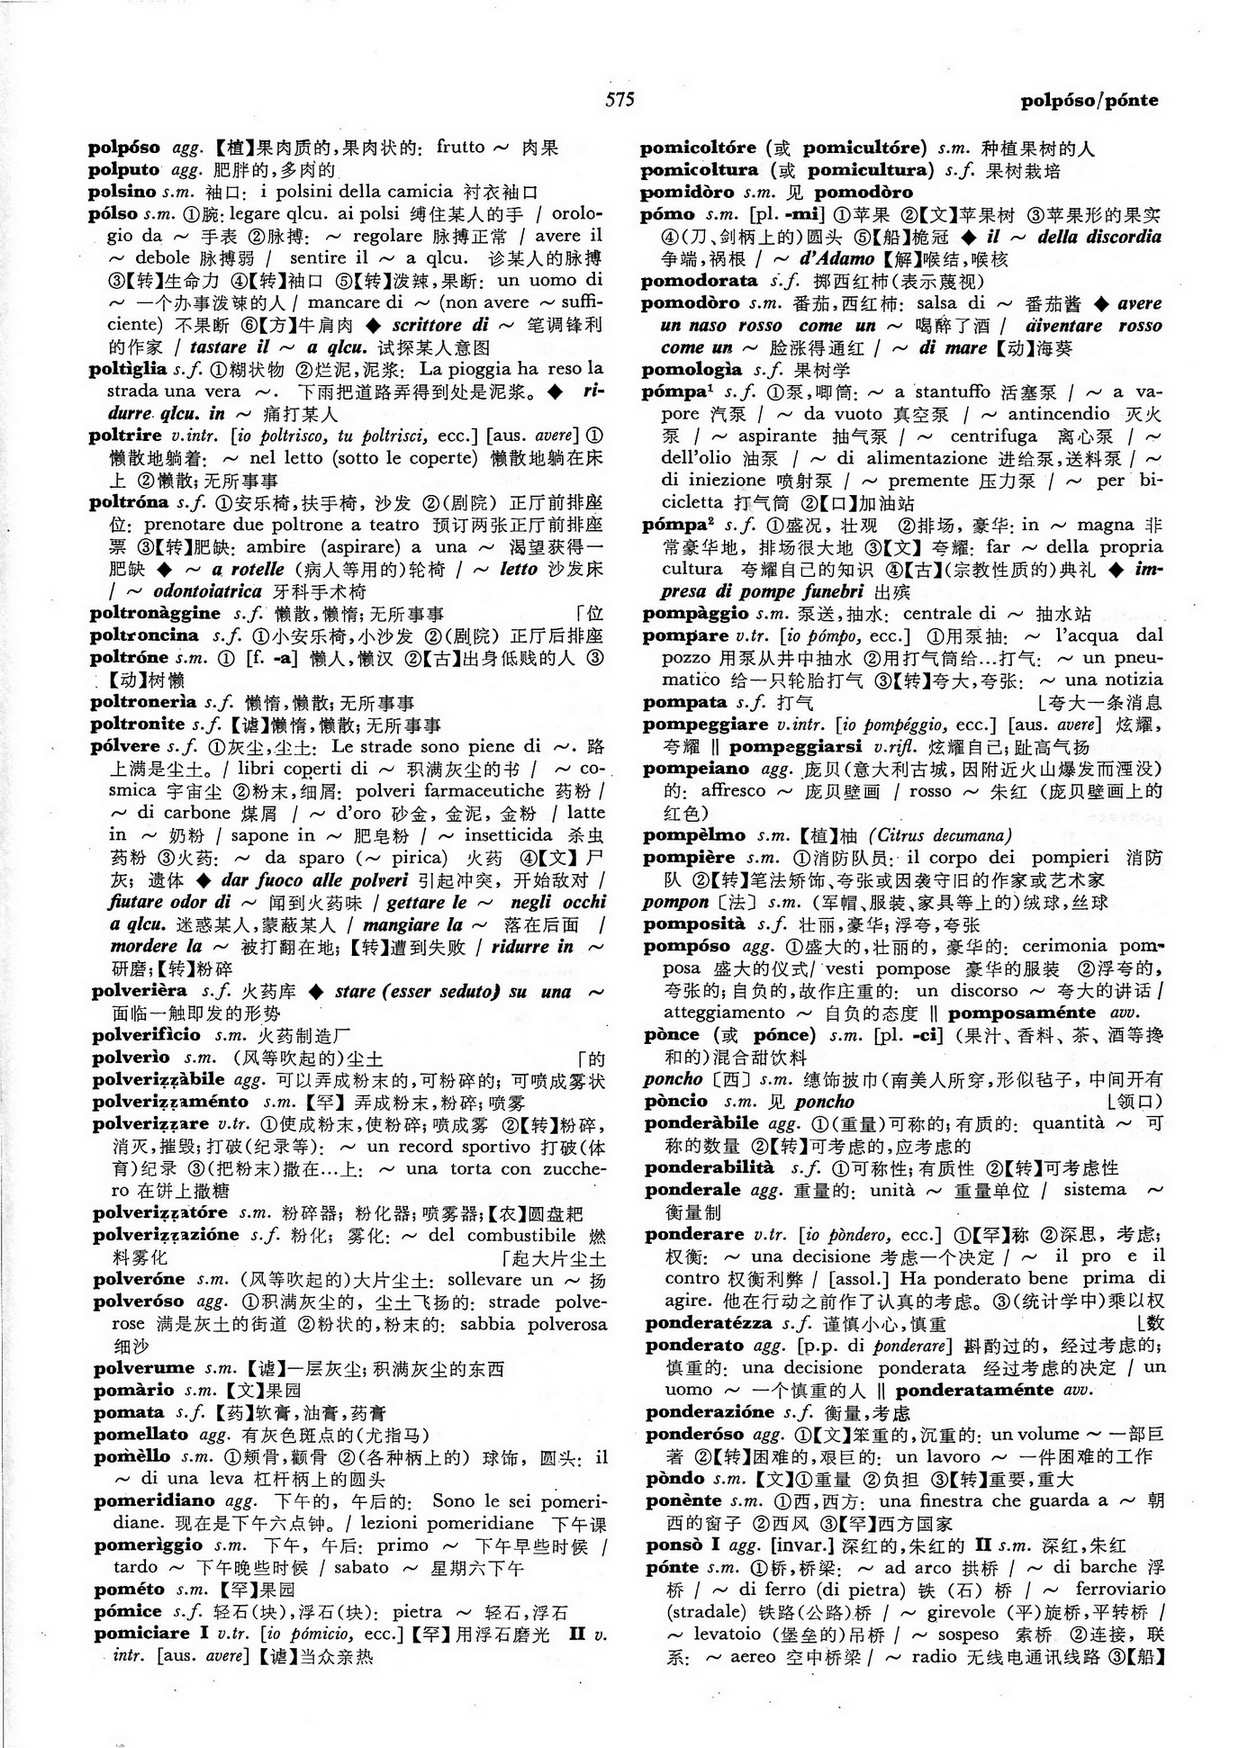 575
polpóso/pónte
polpóso agg. 【植】果肉质的,果肉状的: frutto ~ 肉果
polputo agg. 肥胖的,多肉的
polsino s.m. 袖口: i polsini della camicia 衬衣袖口
pólso s.m. ①腕: legare qlcu. ai polsi 缚住某人的手 / orolo-
gio da ~ 手表 ②脉搏: ~ regolare 脉搏正常 / avere il
~ debole 脉搏弱 / sentire il ~ a qlcu. 诊某人的脉搏
③【转】生命力 ④【转】袖口 ⑤【转】泼辣,果断: un uomo di
~ 一个办事泼辣的人 / mancare di ~ (non avere ~ suffi-
ciente) 不果断 ⑥【方】牛肩肉 ◆ scrittore di ~ 笔调锋利
的作家 / tastare il ~ a qlcu. 试探某人意图
poltìglia s.f. ①糊状物 ②烂泥,泥浆: La pioggia ha reso la
strada una vera ~. 下雨把道路弄得到处是泥浆。◆ ri-
durre qlcu. in ~ 痛打某人
poltrire v.intr. [io poltrisco, tu poltrisci, ecc.] [aus. avere] ①
懒散地躺着: ~ nel letto (sotto le coperte) 懒散地躺在床
上 ②懒散;无所事事
poltróna s.f. ①安乐椅,扶手椅, 沙发 ②(剧院) 正厅前排座
位: prenotare due poltrone a teatro 预订两张正厅前排座
票 ③【转】肥缺: ambire (aspirare) a una ~ 渴望获得一
肥缺 ◆ ~ a rotelle (病人等用的)轮椅 / ~ letto 沙发床
/ ~ odontoiatrica 牙科手术椅
poltronàggine s.f. 懒散,懒惰;无所事事 「位
poltroncina s.f. ①小安乐椅,小沙发 ②(剧院) 正厅后排座
poltróne s.m. ① [f. -a] 懒人,懒汉 ②【古】出身低贱的人 ③
【动】树懒
poltronerìa s.f. 懒惰,懒散;无所事事
poltronite s.f. 【谑】懒惰,懒散;无所事事
pólvere s.f. ①灰尘,尘土: Le strade sono piene di ~. 路
上满是尘土。/ libri coperti di ~ 积满灰尘的书 / ~ co-
smica 宇宙尘 ②粉末,细屑: polveri farmaceutiche 药粉 /
~ di carbone 煤屑 / ~ d'oro 砂金, 金泥, 金粉 / latte
in ~ 奶粉 / sapone in ~ 肥皂粉 / ~ insetticida 杀虫
药粉 ③火药: ~ da sparo (~ pirica) 火药 ④【文】尸
灰; 遗体 ◆ dar fuoco alle polveri 引起冲突, 开始敌对 /
fiutare odor di ~ 闻到火药味 / gettare le ~ negli occhi
a qlcu. 迷惑某人,蒙蔽某人 / mangiare la ~ 落在后面 /
mordere la ~ 被打翻在地;【转】遭到失败 / ridurre in ~
研磨;【转】粉碎
polverièra s.f. 火药库 ◆ stare (esser seduto) su una ~
面临一触即发的形势
polverifìcio s.m. 火药制造厂
polverìo s.m. (风等吹起的)尘土 「的
polverizzàbile agg. 可以弄成粉末的,可粉碎的; 可喷成雾状
polverizzaménto s.m. 【罕】弄成粉末,粉碎;喷雾
polverizzare v.tr. ①使成粉末,使粉碎;喷成雾 ②【转】粉碎,
消灭,摧毁;打破(纪录等): ~ un record sportivo 打破(体
育)纪录 ③(把粉末)撒在…上: ~ una torta con zucche-
ro 在饼上撒糖
polverizzatóre s.m. 粉碎器; 粉化器; 喷雾器;【农】圆盘耙
polverizzazióne s.f. 粉化; 雾化: ~ del combustibile 燃
料雾化 「起大片尘土
polveróne s.m. (风等吹起的)大片尘土: sollevare un ~ 扬
polveróso agg. ①积满灰尘的, 尘土飞扬的: strade polve-
rose 满是灰土的街道 ②粉状的,粉末的: sabbia polverosa
细沙
polverume s.m. 【谑】一层灰尘;积满灰尘的东西
pomàrio s.m. 【文】果园
pomata s.f. 【药】软膏,油膏,药膏
pomellato agg. 有灰色斑点的(尤指马)
pomèllo s.m. ①颊骨,颧骨 ②(各种柄上的) 球饰, 圆头: il
~ di una leva 杠杆柄上的圆头
pomeridiano agg. 下午的, 午后的: Sono le sei pomeri-
diane. 现在是下午六点钟。/ lezioni pomeridiane 下午课
pomerìggio s.m. 下午, 午后: primo ~ 下午早些时候 /
tardo ~ 下午晚些时候 / sabato ~ 星期六下午
pométo s.m. 【罕】果园
pómice s.f. 轻石(块),浮石(块): pietra ~ 轻石,浮石
pomiciare I v.tr. [io pómicio, ecc.]【罕】用浮石磨光 II v.
intr. [aus. avere]【谑】当众亲热
pomicoltóre (或 pomicultóre) s.m. 种植果树的人
pomicoltura (或 pomicultura) s.f. 果树栽培
pomidòro s.m. 见 pomodòro
pómo s.m. [pl. -mi] ①苹果 ②【文】苹果树 ③苹果形的果实
④(刀、剑柄上的)圆头 ⑤【船】桅冠 ◆ il ~ della discordia
争端,祸根 / ~ d'Adamo 【解】喉结,喉核
pomodorata s.f. 掷西红柿(表示蔑视)
pomodòro s.m. 番茄,西红柿: salsa di ~ 番茄酱 ◆ avere
un naso rosso come un ~ 喝醉了酒 / diventare rosso
come un ~ 脸涨得通红 / ~ di mare 【动】海葵
pomologìa s.f. 果树学
pómpa¹ s.f. ①泵,唧筒: ~ a stantuffo 活塞泵 / ~ a va-
pore 汽泵 / ~ da vuoto 真空泵 / ~ antincendio 灭火
泵 / ~ aspirante 抽气泵 / ~ centrifuga 离心泵 / ~
dell'olio 油泵 / ~ di alimentazione 进给泵,送料泵 / ~
di iniezione 喷射泵 / ~ premente 压力泵 / ~ per bi-
cicletta 打气筒 ②【口】加油站
pómpa² s.f. ①盛况, 壮观 ②排场, 豪华: in ~ magna 非
常豪华地, 排场很大地 ③【文】夸耀: far ~ della propria
cultura 夸耀自己的知识 ④【古】(宗教性质的)典礼 ◆ im-
presa di pompe funebri 出殡
pompàggio s.m. 泵送,抽水: centrale di ~ 抽水站
pompare v.tr. [io pómpo, ecc.] ①用泵抽: ~ l'acqua dal
pozzo 用泵从井中抽水 ②用打气筒给…打气: ~ un pneu-
matico 给一只轮胎打气 ③【转】夸大,夸张: ~ una notizia
pompata s.f. 打气 ⌊夸大一条消息
pompeggiare v.intr. [io pompéggio, ecc.] [aus. avere] 炫耀,
夸耀 ‖ pompeggiarsi v.rifl. 炫耀自己;趾高气扬
pompeiano agg. 庞贝(意大利古城,因附近火山爆发而湮没)
的: affresco ~ 庞贝壁画 / rosso ~ 朱红 (庞贝壁画上的
红色)
pompèlmo s.m. 【植】柚 (Citrus decumana)
pompière s.m. ①消防队员: il corpo dei pompieri 消防
队 ②【转】笔法矫饰、夸张或因袭守旧的作家或艺术家
pompon〔法〕s.m. (军帽、服装、家具等上的)绒球,丝球
pomposità s.f. 壮丽,豪华;浮夸,夸张
pompóso agg. ①盛大的,壮丽的, 豪华的: cerimonia pom-
posa 盛大的仪式/ vesti pompose 豪华的服装 ②浮夸的,
夸张的;自负的,故作庄重的: un discorso ~ 夸大的讲话 /
atteggiamento ~ 自负的态度 ‖ pomposaménte avv.
pònce (或 pónce) s.m. [pl. -ci] (果汁、香料、茶、酒等搀
和的)混合甜饮料
poncho〔西〕s.m. 穗饰披巾(南美人所穿,形似毡子, 中间开有
pòncio s.m. 见 poncho ⌊领口)
ponderàbile agg. ①(重量)可称的;有质的: quantità ~ 可
称的数量 ②【转】可考虑的,应考虑的
ponderabilità s.f. ①可称性;有质性 ②【转】可考虑性
ponderale agg. 重量的: unità ~ 重量单位 / sistema ~
衡量制
ponderare v.tr. [io pòndero, ecc.] ①【罕】称 ②深思, 考虑;
权衡: ~ una decisione 考虑一个决定 / ~ il pro e il
contro 权衡利弊 / [assol.] Ha ponderato bene prima di
agire. 他在行动之前作了认真的考虑。③(统计学中)乘以权
ponderatézza s.f. 谨慎小心,慎重 ⌊数
ponderato agg. [p.p. di ponderare] 斟酌过的, 经过考虑的;
慎重的: una decisione ponderata 经过考虑的决定 / un
uomo ~ 一个慎重的人 ‖ ponderataménte avv.
ponderazióne s.f. 衡量,考虑
ponderóso agg. ①【文】笨重的,沉重的: un volume ~ 一部巨
著 ②【转】困难的,艰巨的: un lavoro ~ 一件困难的工作
pòndo s.m. 【文】①重量 ②负担 ③【转】重要,重大
ponènte s.m. ①西,西方: una finestra che guarda a ~ 朝
西的窗子 ②西风 ③【罕】西方国家
ponsò I agg. [invar.] 深红的,朱红的 II s.m. 深红,朱红
pónte s.m. ①桥,桥梁: ~ ad arco 拱桥 / ~ di barche 浮
桥 / ~ di ferro (di pietra) 铁 (石) 桥 / ~ ferroviario
(stradale) 铁路(公路)桥 / ~ girevole (平)旋桥,平转桥 /
~ levatoio (堡垒的)吊桥 / ~ sospeso 索桥 ②连接, 联
系: ~ aereo 空中桥梁 / ~ radio 无线电通讯线路 ③【船】